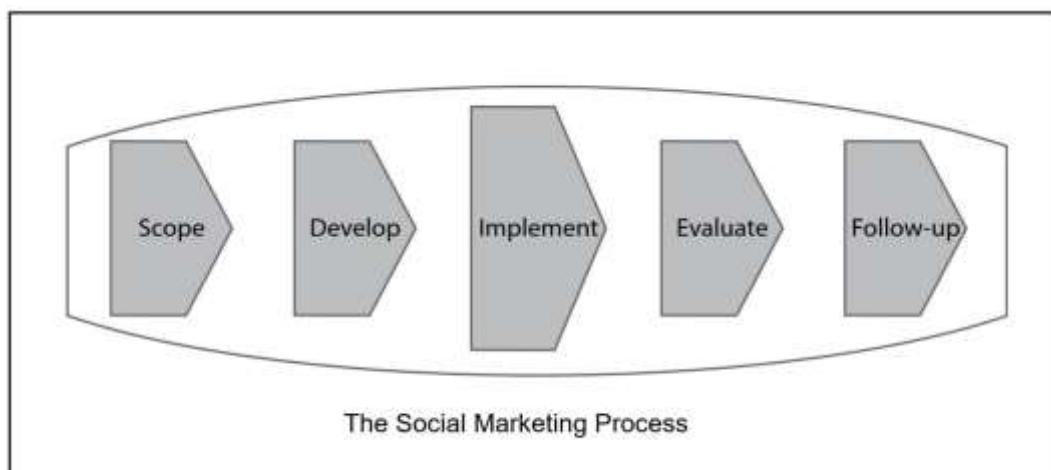 Scope
Develop
Implement
Evaluate
Follow-up
The Social Marketing Process